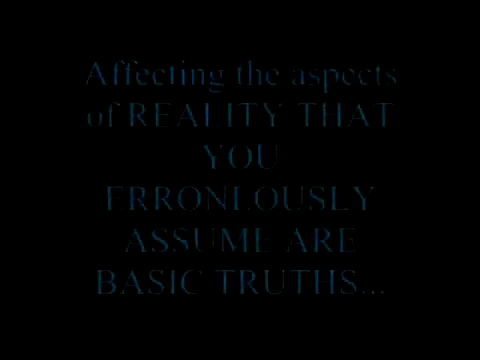 Affecting the aspects
of REALITY THAT
YOU
ERRONEOUSLY
ASSUME ARE
BASIC TRUTHS...